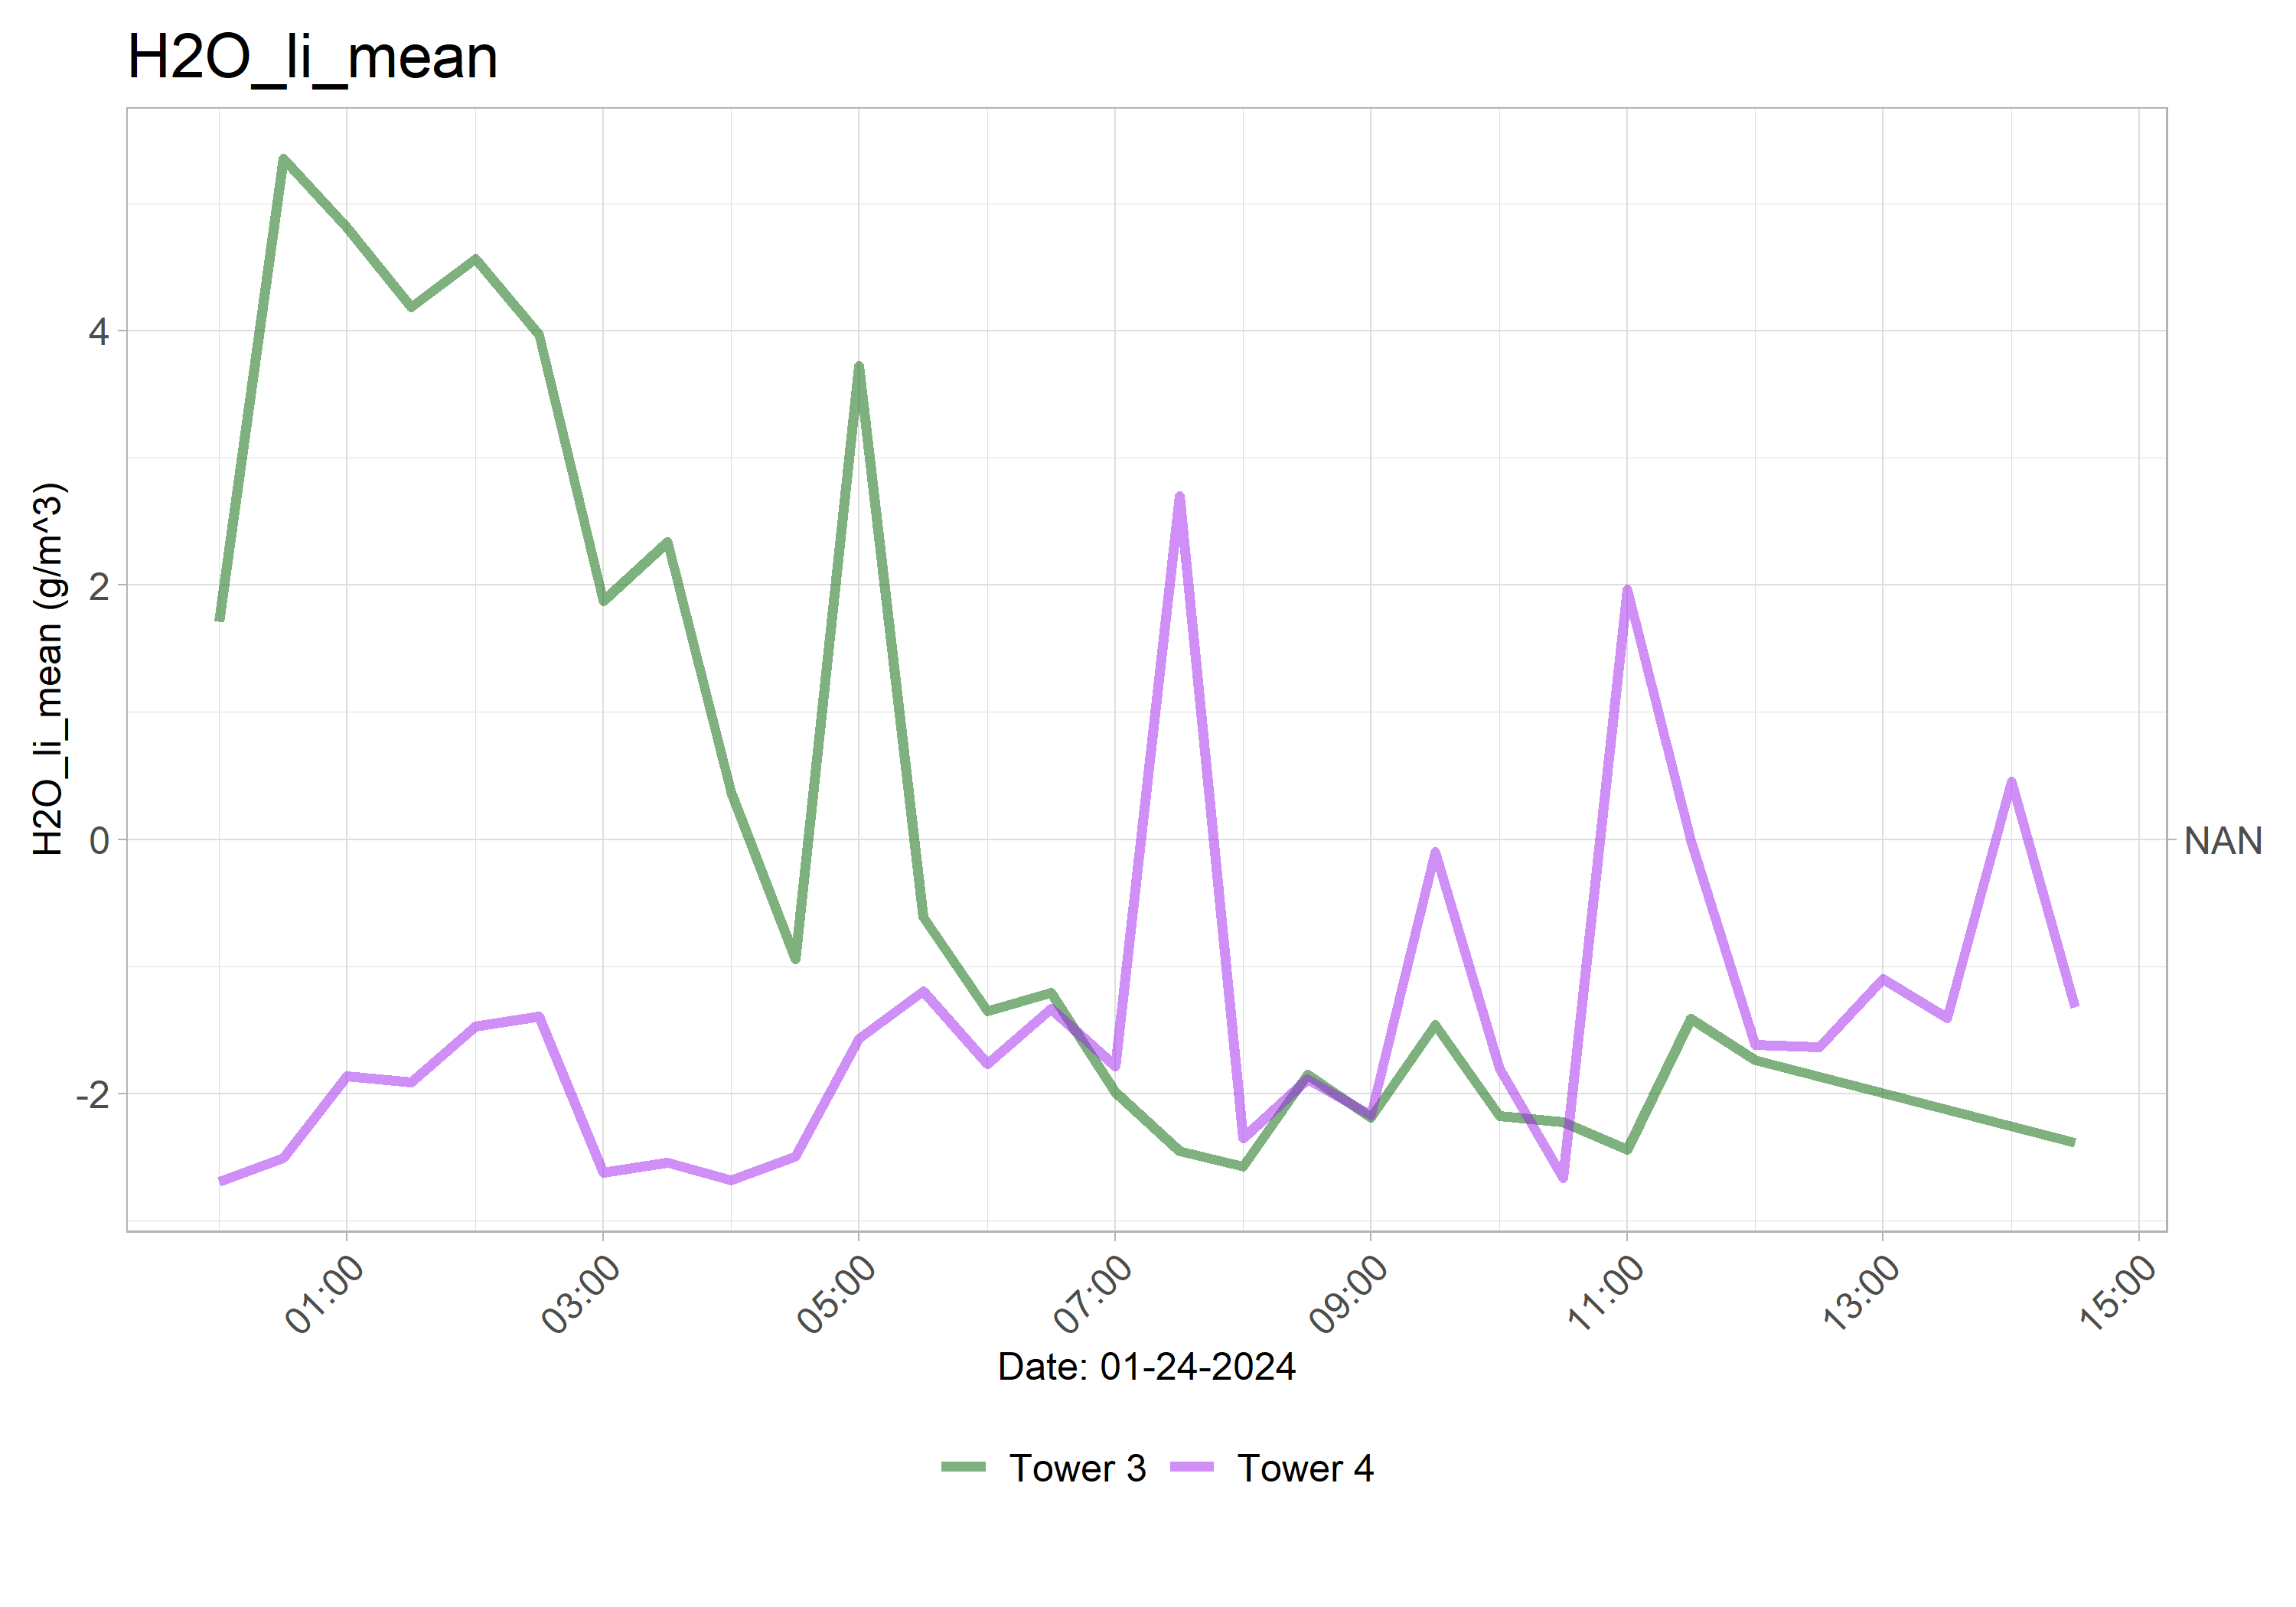 H2O_li_mean
H2O_li_mean (g/m^3)
4
2
0
-2
NAN
01:00 03:00 05:00 07:00 09:00 11:00 13:00 15:00
Date: 01-24-2024
Tower 3 Tower 4